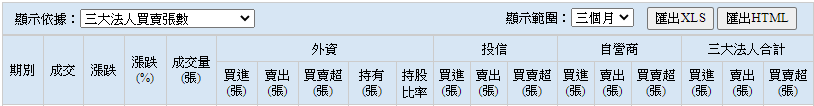 顯示依據：三大法人買賣張數 顯示範圍：三個月 匯出XLS 匯出HTML
期別 成交 漲跌 漲跌(%) 成交量(張) 外資 投信 自營商 三大法人合計
買進(張) 賣出(張) 買賣超(張) 持有(張) 持股比率 買進(張) 賣出(張) 買賣超(張) 買進(張) 賣出(張) 買賣超(張) 買進(張) 賣出(張) 買賣超(張)